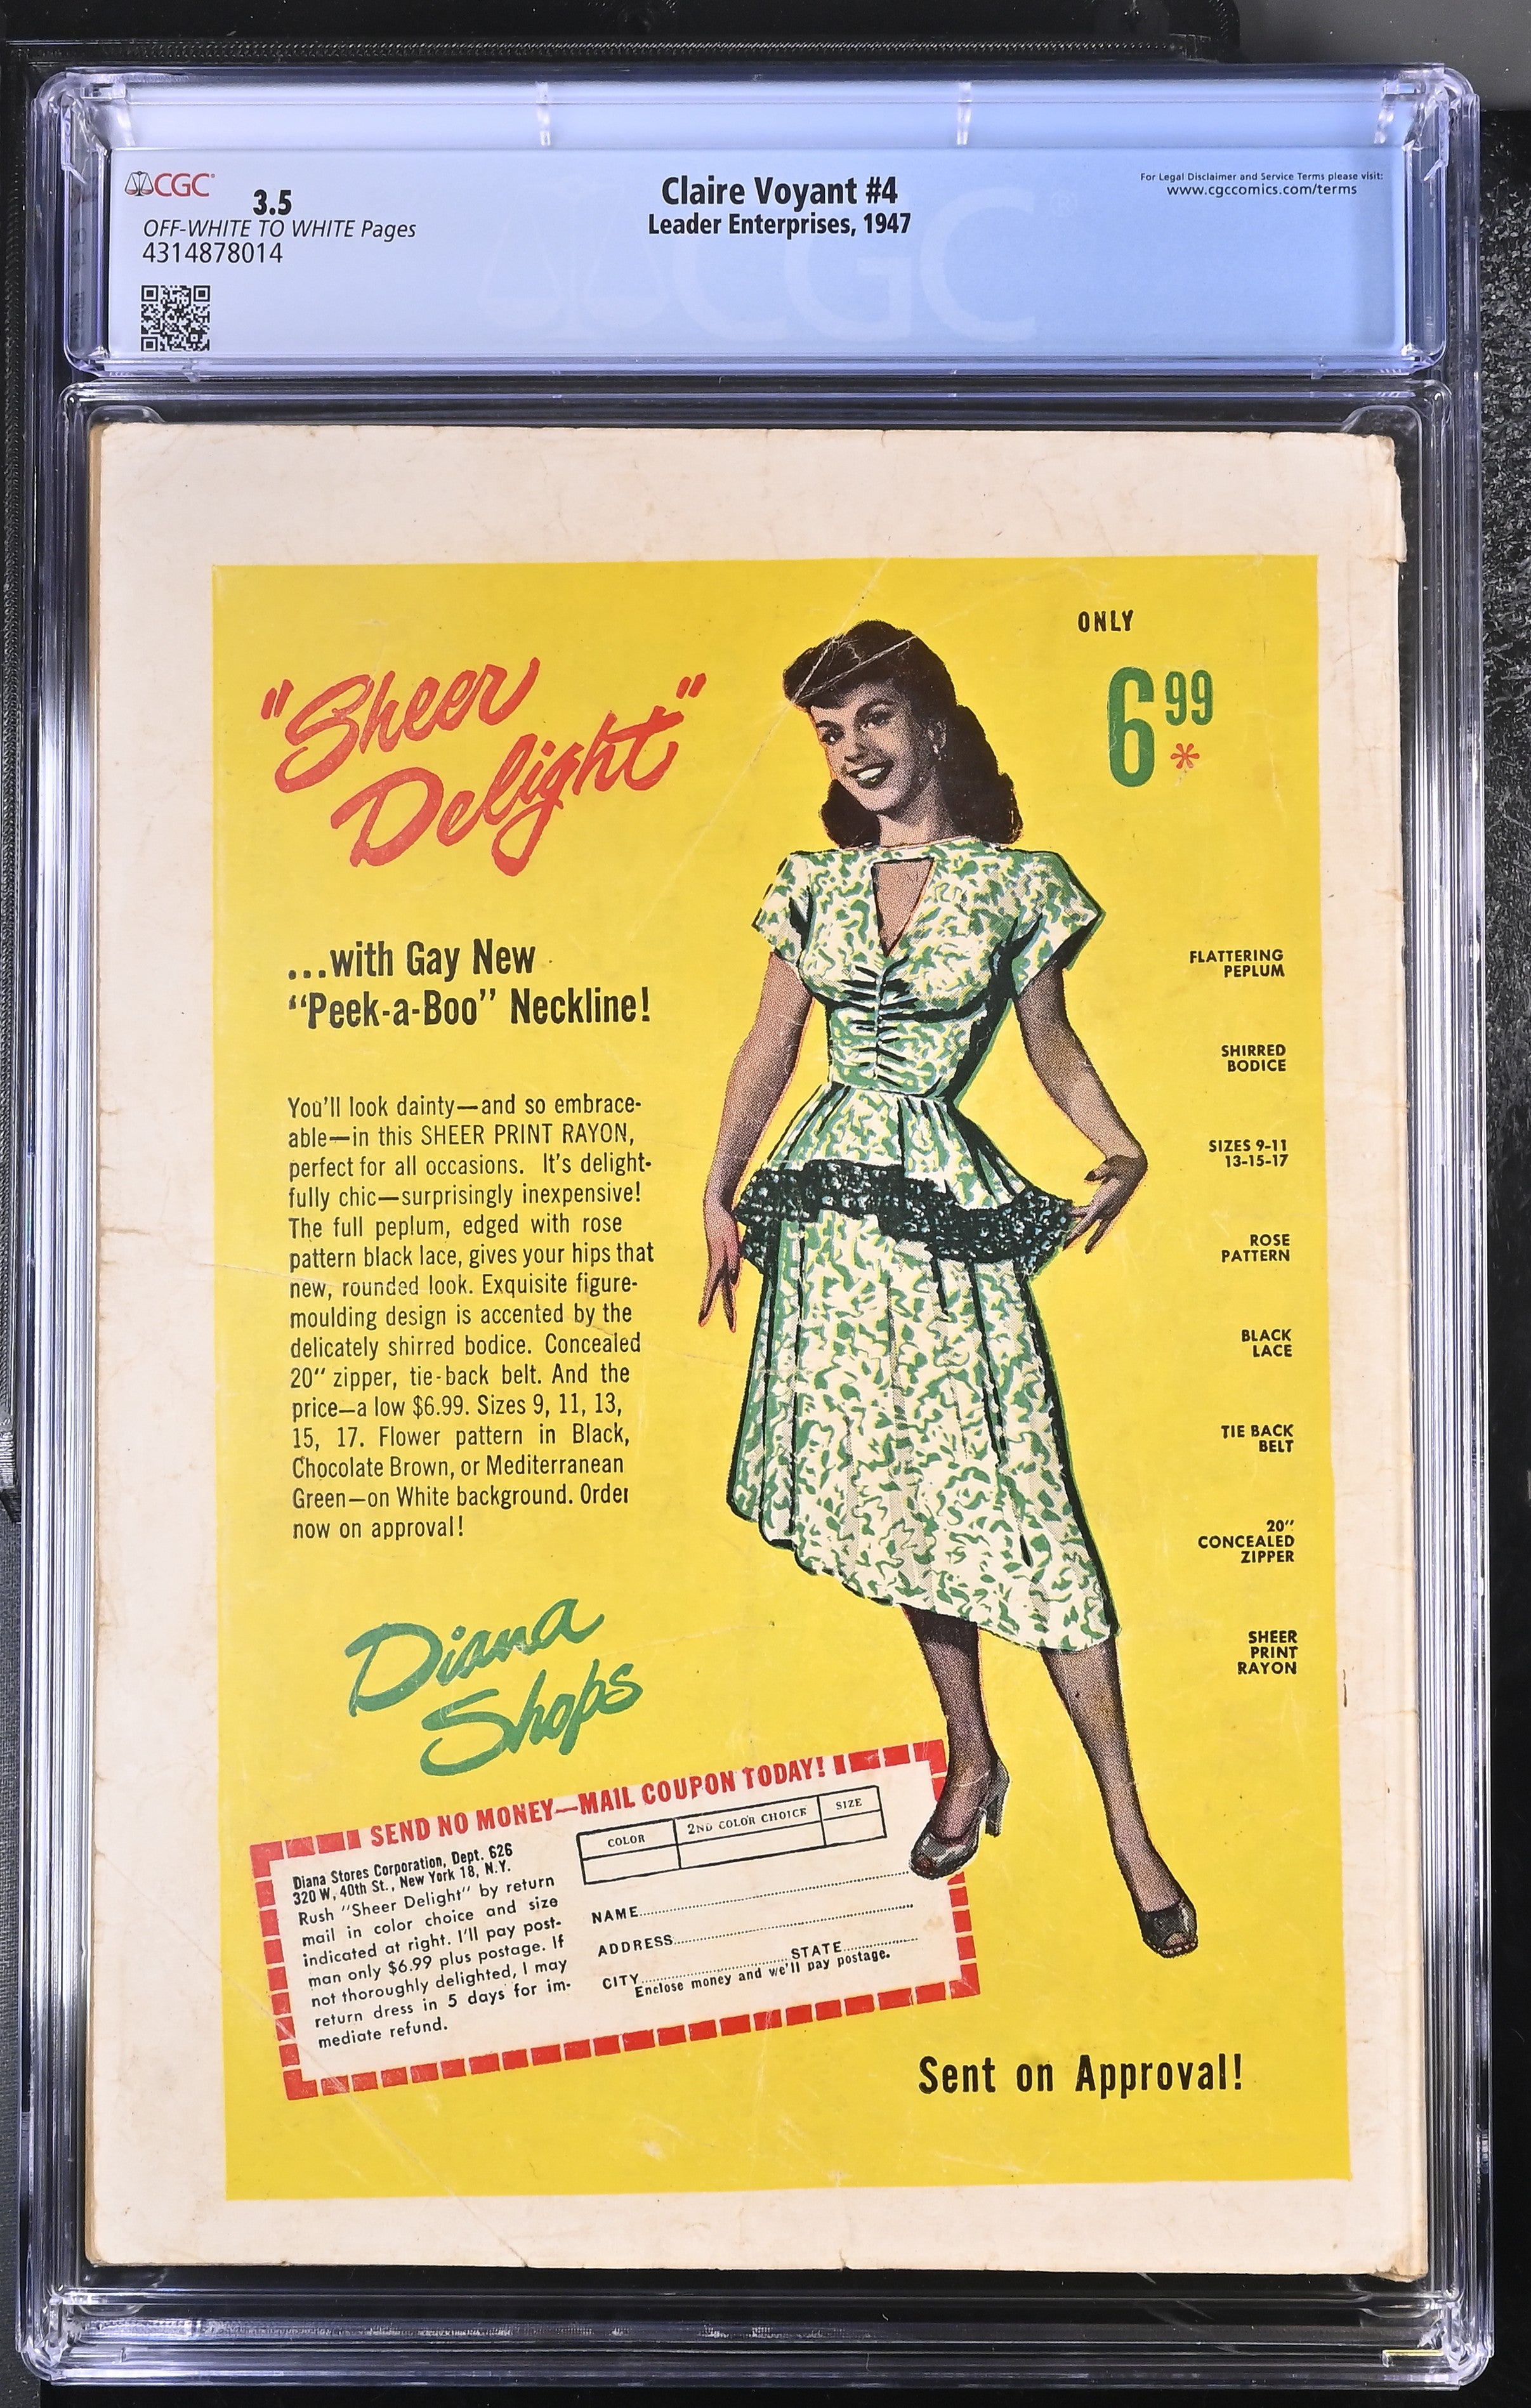 CGC
3.5
OFF-WHITE TO WHITE Pages
4314878014
Claire Voyant #4
Leader Enterprises, 1947
For Legal Disclaimer and Service Terms please visit:
www.cgccomics.com/terms
CGC®
"Sheer
Delight"
ONLY
6 99
*
...with Gay New
"Peek-a-Boo" Neckline!
You'll look dainty—and so embrace-
able—in this SHEER PRINT RAYON,
perfect for all occasions. It's delight-
fully chic—surprisingly inexpensive!
The full peplum, edged with rose
pattern black lace, gives your hips that
new, rounded look. Exquisite figure-
moulding design is accented by the
delicately shirred bodice. Concealed
20" zipper, tie-back belt. And the
price—a low $6.99. Sizes 9, 11, 13,
15, 17. Flower pattern in Black,
Chocolate Brown, or Mediterranean
Green—on White background. Order
now on approval!
FLATTERING
PEPLUM
SHIRRED
BODICE
SIZES 9-11
13-15-17
ROSE
PATTERN
BLACK
LACE
TIE BACK
BELT
20"
CONCEALED
ZIPPER
SHEER
PRINT
RAYON
Diana
Shops
SEND NO MONEY—MAIL COUPON TODAY!
Diana Stores Corporation, Dept. 626
320 W. 40th St., New York 18, N.Y.
Rush "Sheer Delight" by return
mail in color choice and size
indicated at right. I'll pay post-
man only $6.99 plus postage. If
not thoroughly delighted, I may
return dress in 5 days for im-
mediate refund.
COLOR 2ND COLOR CHOICE SIZE
NAME
ADDRESS
CITY STATE
Enclose money and we'll pay postage.
Sent on Approval!